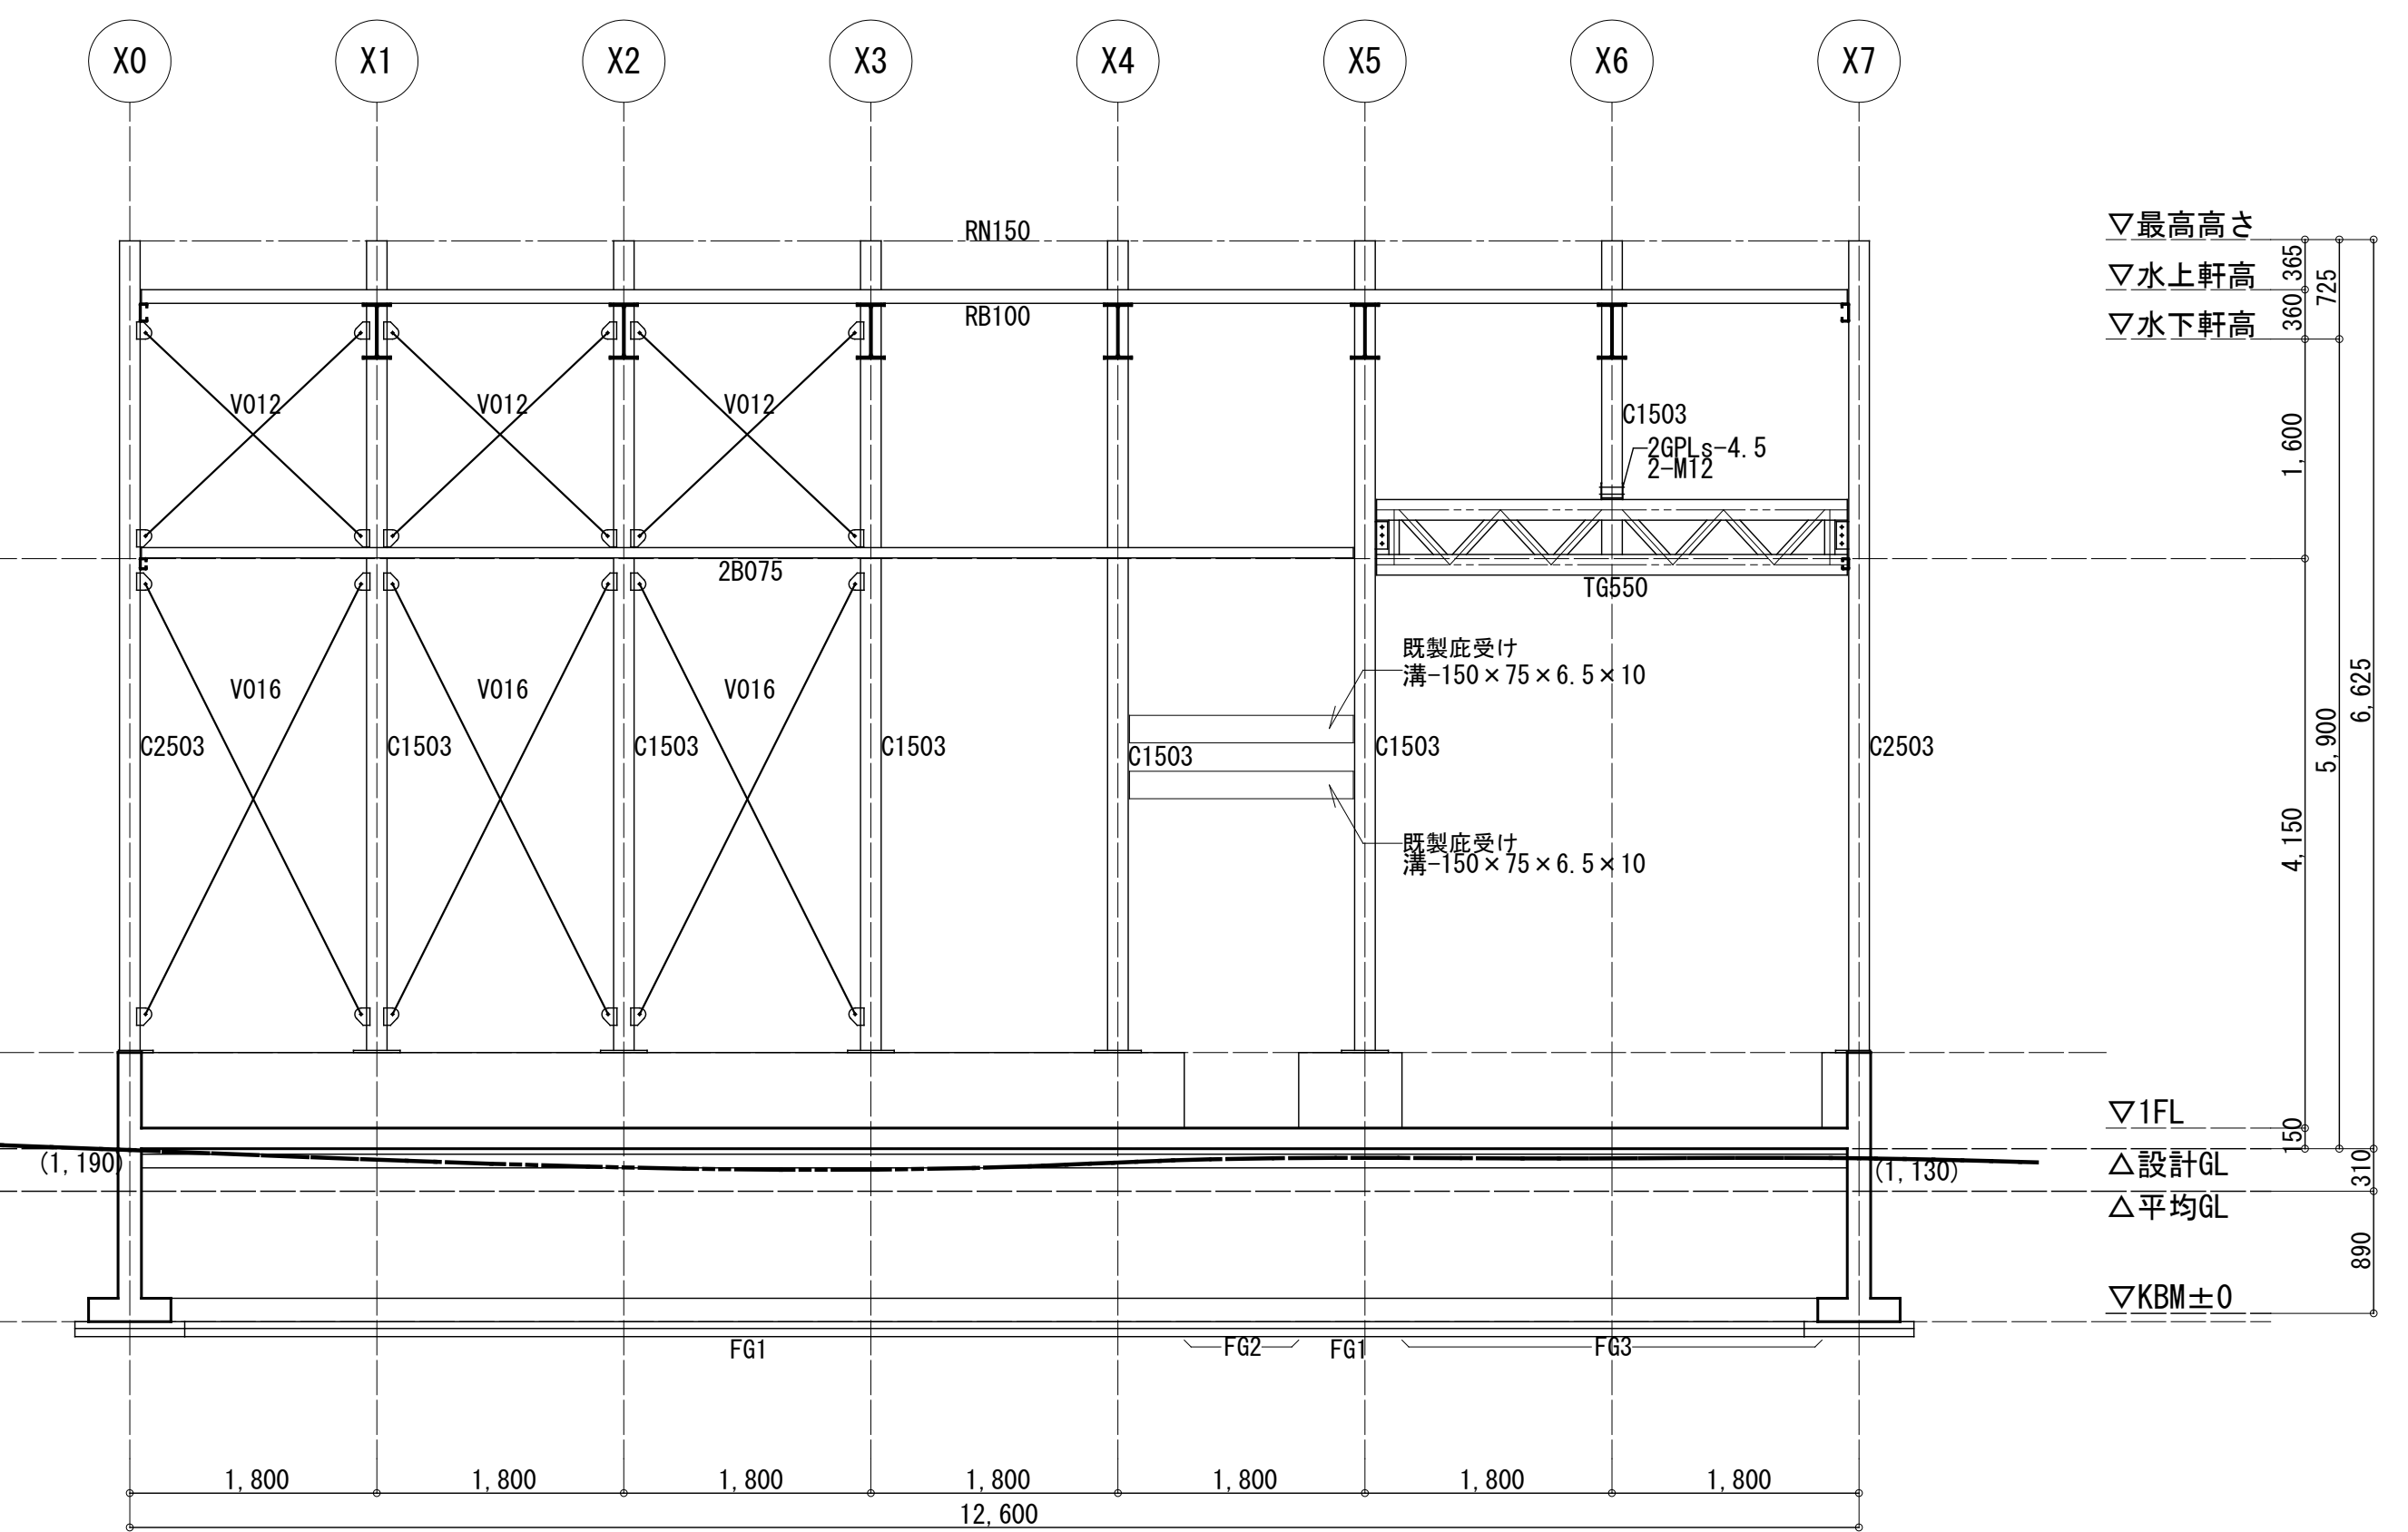 X0 X1 X2 X3 X4 X5 X6 X7
RN150
▽最高高さ
365
▽水上軒高
725
360
RB100
▽水下軒高
V012 V012 V012
C1503
2GPLs-4.5
2-M12
1,600
2B075
TG550
既製庇受け
溝-150×75×6.5×10
V016 V016 V016
6,625
C2503 C1503 C1503 C1503 C1503 C1503 C2503
5,900
既製庇受け
溝-150×75×6.5×10
4,150
▽1FL
150
(1,190)
△設計GL
(1,130)
310
△平均GL
890
▽KBM±0
FG1 FG2 FG1 FG3
1,800 1,800 1,800 1,800 1,800 1,800 1,800
12,600